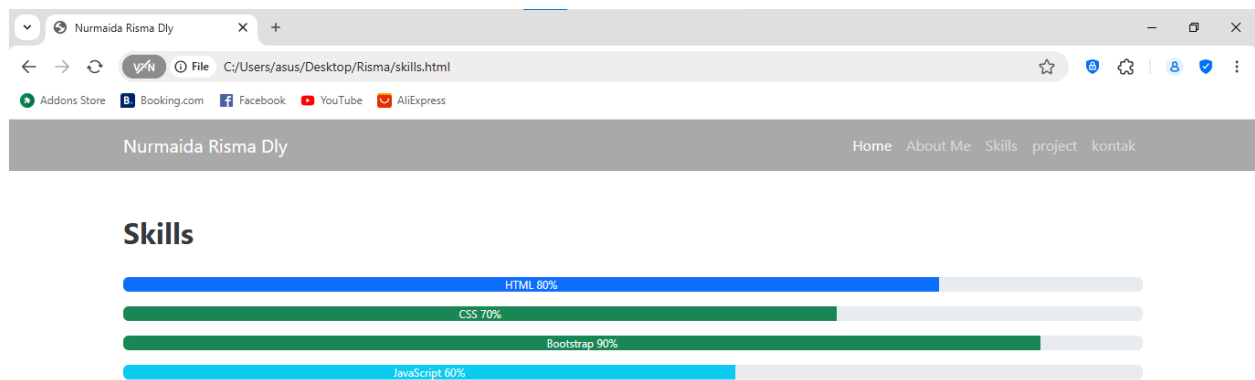 Nurmaida Risma Dly
VPN File C:/Users/asus/Desktop/Risma/skills.html
Addons Store B. Booking.com Facebook YouTube AliExpress
Nurmaida Risma Dly Home About Me Skills project kontak
Skills
HTML 80%
CSS 70%
Bootstrap 90%
JavaScript 60%